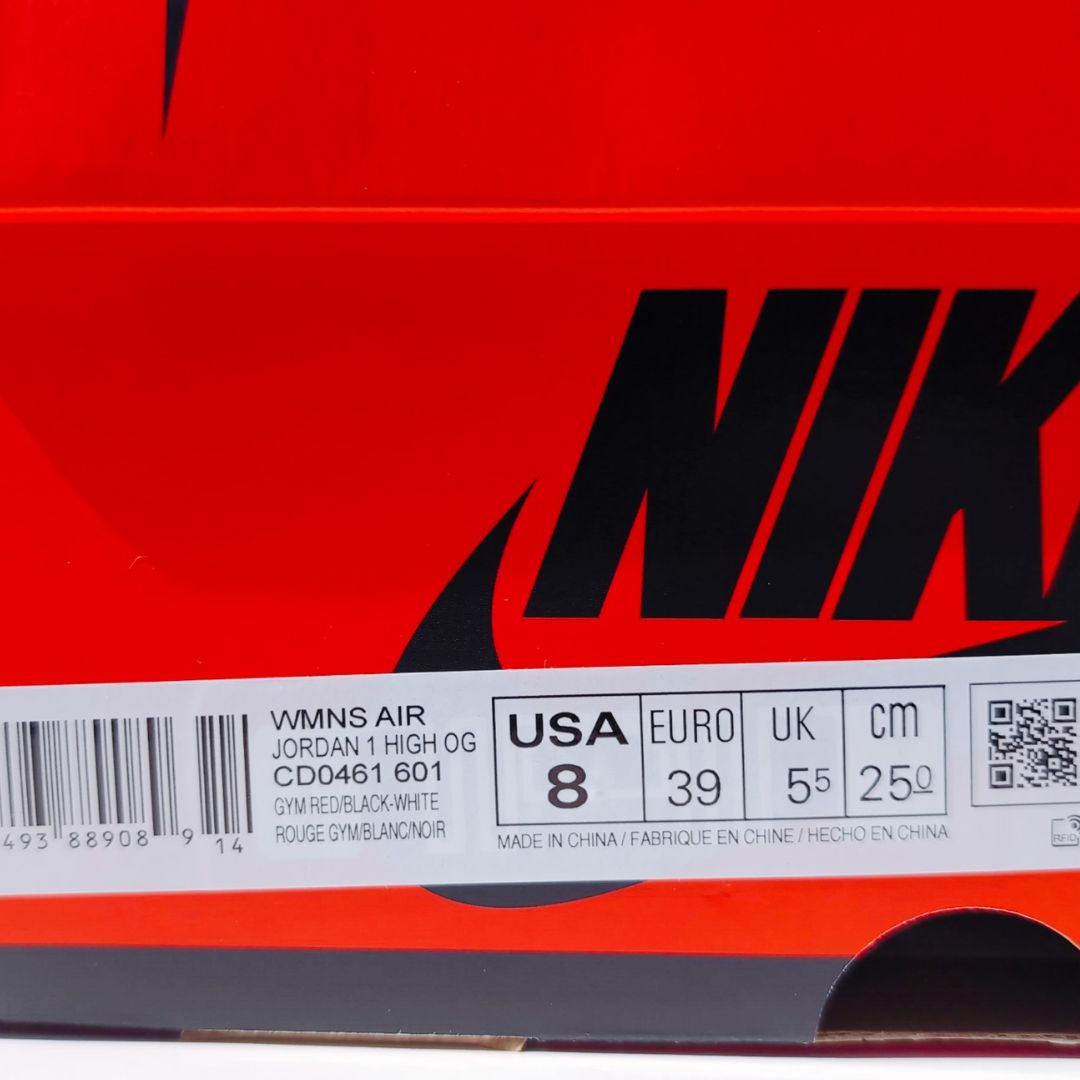 NIK
WMNS AIR
JORDAN 1 HIGH OG
CD0461 601
GYM RED/BLACK-WHITE
ROUGE GYM/BLANC/NOIR
493 88908 9 14
USA EURO UK cm
8 39 5⁵ 25⁰
MADE IN CHINA / FABRIQUE EN CHINE / HECHO EN CHINA
RFID